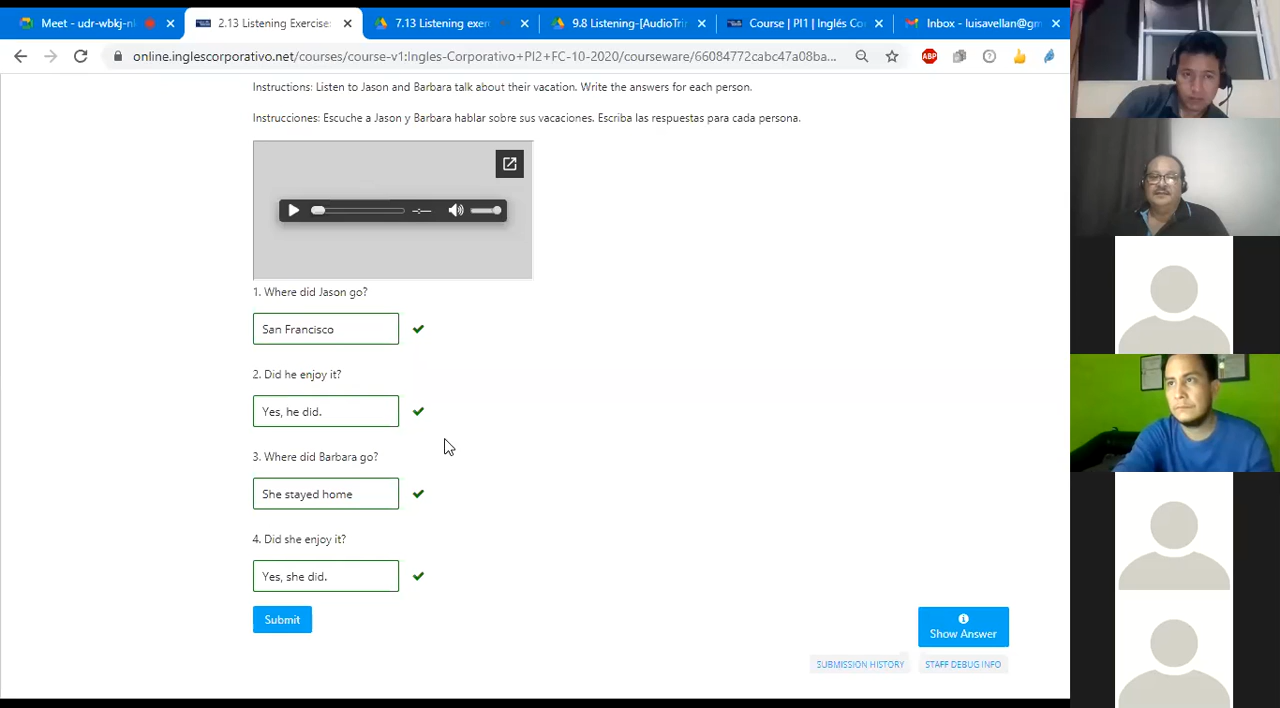 Meet - udr-wbkj-nl
2.13 Listening Exercise:
7.13 Listening exer
9.8 Listening-[AudioTri
Course | PI1 | Inglés Co
Inbox - luisavellan@gm
online.inglescorporativo.net/courses/course-v1:Ingles-Corporativo+PI2+FC-10-2020/courseware/66084772cabc47a08ba...
ABP
Instructions: Listen to Jason and Barbara talk about their vacation. Write the answers for each person.
Instrucciones: Escuche a Jason y Barbara hablar sobre sus vacaciones. Escriba las respuestas para cada persona.
1. Where did Jason go?
San Francisco
2. Did he enjoy it?
Yes, he did.
3. Where did Barbara go?
She stayed home
4. Did she enjoy it?
Yes, she did.
Submit
Show Answer
SUBMISSION HISTORY
STAFF DEBUG INFO